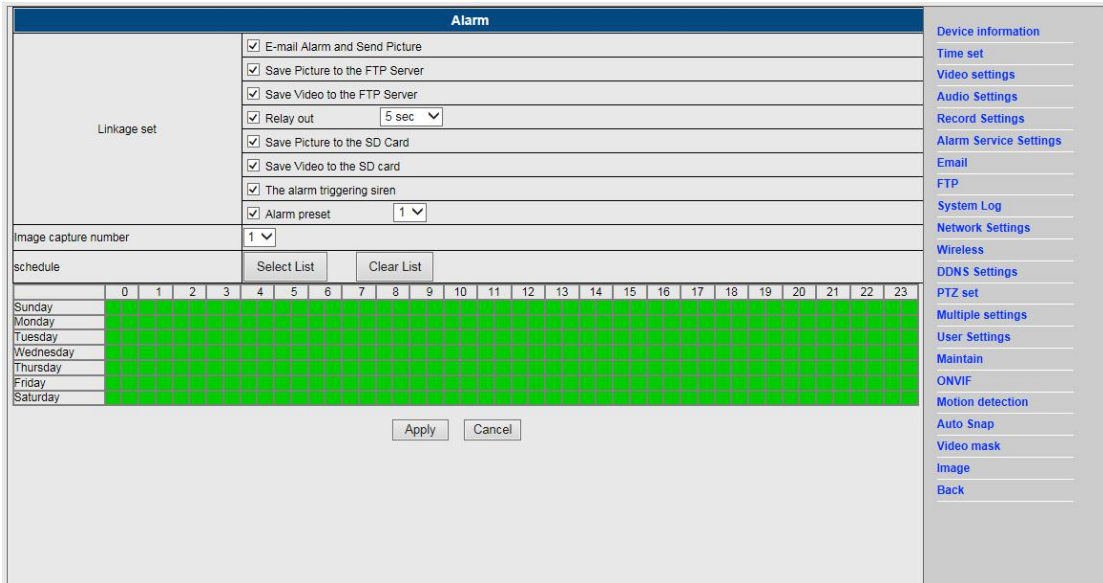 Alarm
Linkage set
E-mail Alarm and Send Picture
Save Picture to the FTP Server
Save Video to the FTP Server
Relay out 5 sec
Save Picture to the SD Card
Save Video to the SD card
The alarm triggering siren
Alarm preset 1
Image capture number 1
schedule Select List Clear List
0 1 2 3 4 5 6 7 8 9 10 11 12 13 14 15 16 17 18 19 20 21 22 23
Sunday
Monday
Tuesday
Wednesday
Thursday
Friday
Saturday
Apply Cancel
Device information
Time set
Video settings
Audio Settings
Record Settings
Alarm Service Settings
Email
FTP
System Log
Network Settings
Wireless
DDNS Settings
PTZ set
Multiple settings
User Settings
Maintain
ONVIF
Motion detection
Auto Snap
Video mask
Image
Back